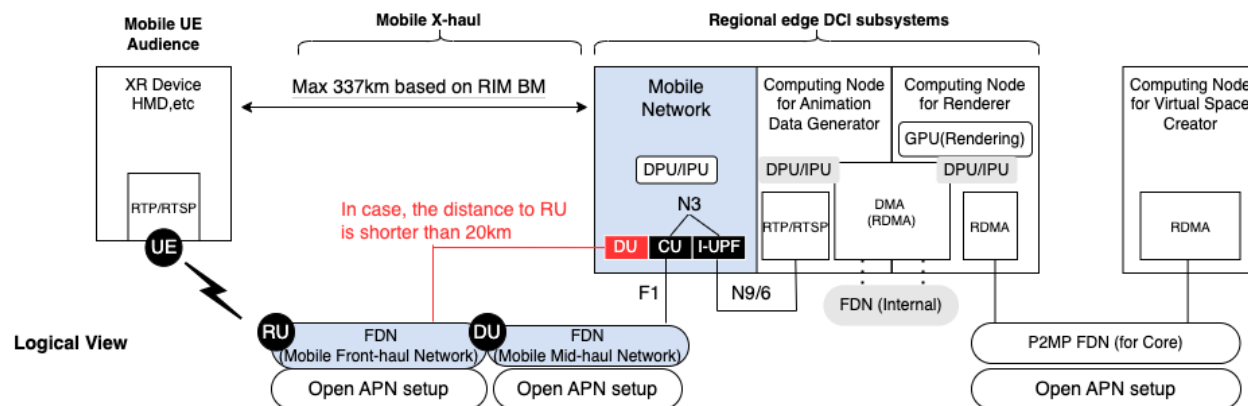 Mobile UE
Audience
Mobile X-haul
Regional edge DCI subsystems
XR Device
HMD,etc
Max 337km based on RIM BM
Mobile
Network
Computing Node
for Animation
Data Generator
Computing Node
for Renderer
Computing Node
for Virtual Space
Creator
GPU(Rendering)
DPU/IPU
DPU/IPU
DPU/IPU
RTP/RTSP
In case, the distance to RU
is shorter than 20km
N3
RTP/RTSP
DMA
(RDMA)
RDMA
RDMA
UE
DU
CU
I-UPF
F1
N9/6
FDN (Internal)
Logical View
RU
FDN
(Mobile Front-haul Network)
DU
FDN
(Mobile Mid-haul Network)
P2MP FDN (for Core)
Open APN setup
Open APN setup
Open APN setup